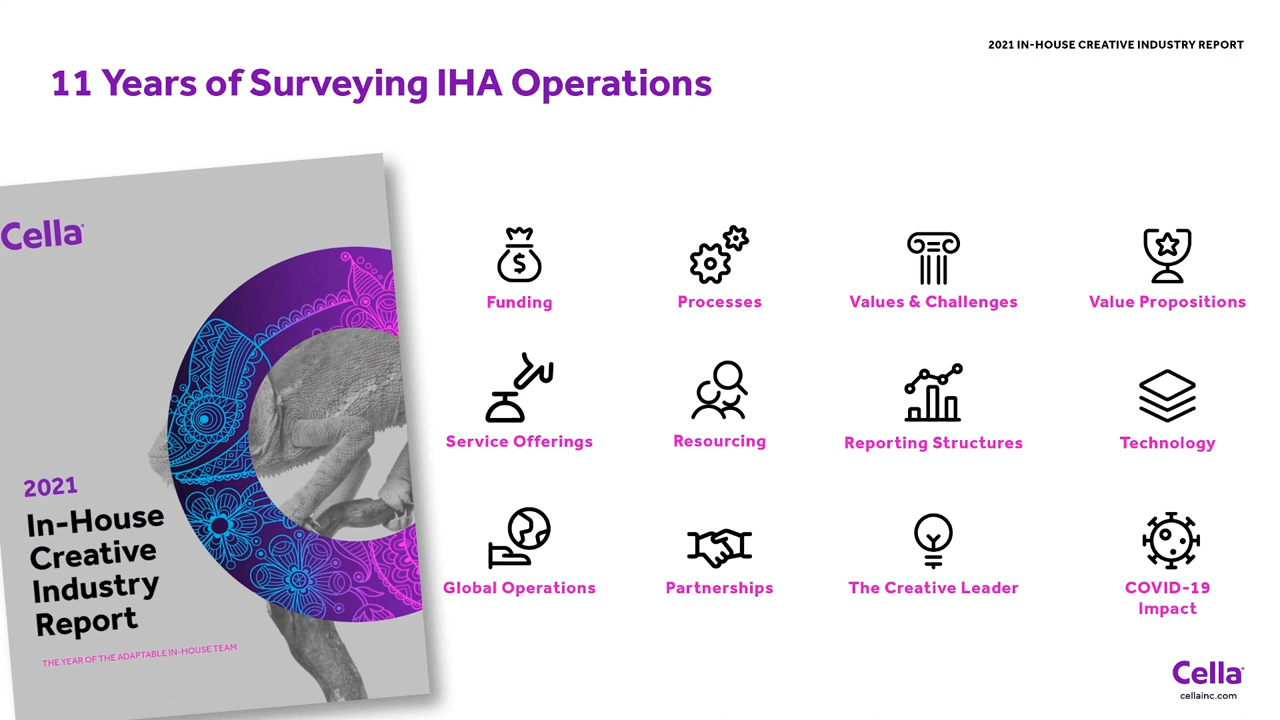 2021 IN-HOUSE CREATIVE INDUSTRY REPORT
11 Years of Surveying IHA Operations
Cella
2021
In-House
Creative
Industry
Report
THE YEAR OF THE ADAPTABLE IN-HOUSE TEAM
$
Funding
Processes
Values & Challenges
Value Propositions
Service Offerings
Resourcing
Reporting Structures
Technology
Global Operations
Partnerships
The Creative Leader
COVID-19
Impact
Cella
cellainc.com